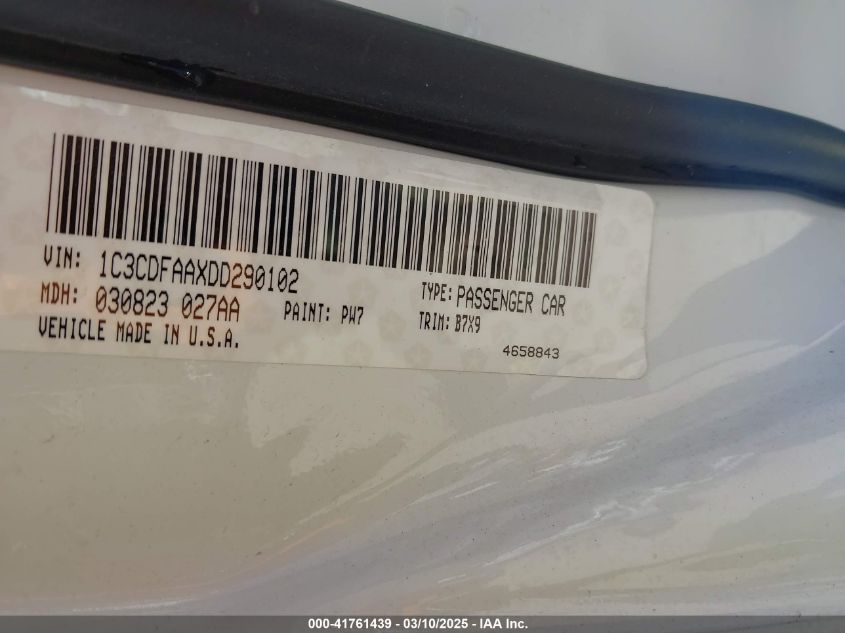 VIN: 1C3CDFAAXDD290102 TYPE: PASSENGER CAR
MDH: 030823 027AA PAINT: PW7 TRIM: B7X9
VEHICLE MADE IN U.S.A. 4658843
000-41761439 - 03/10/2025 - IAA Inc.